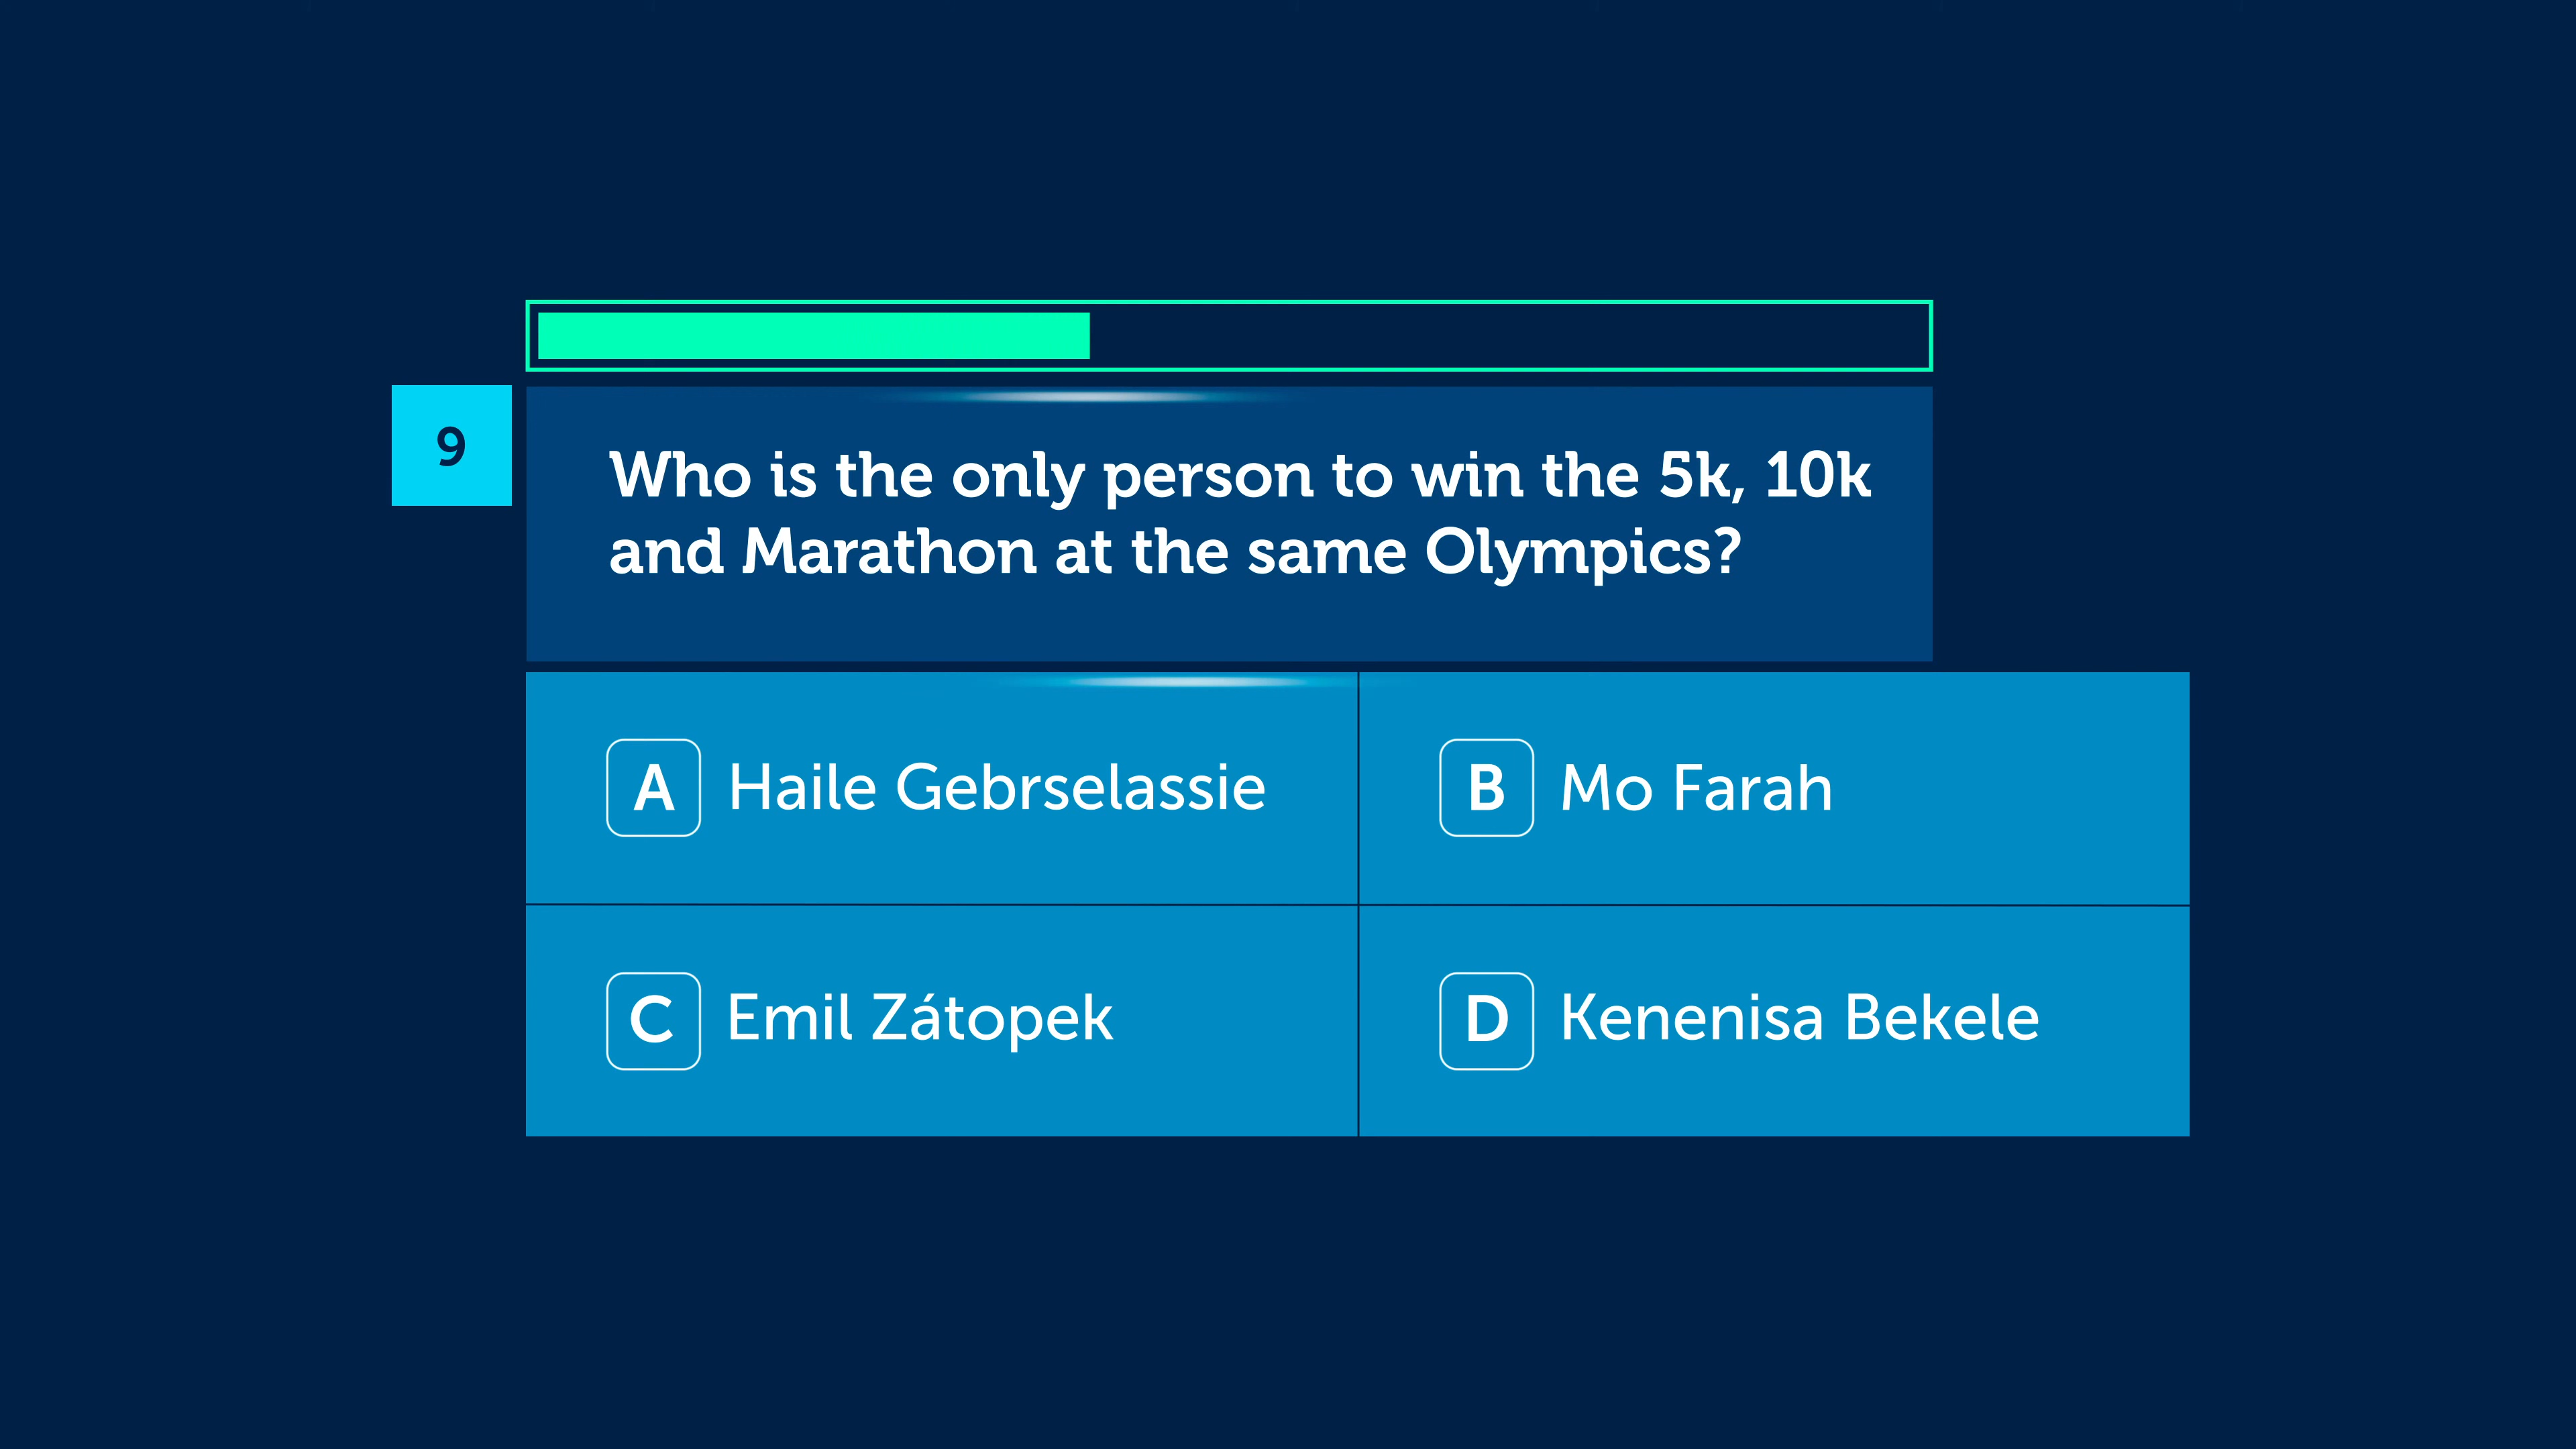 9
Who is the only person to win the 5k, 10k
and Marathon at the same Olympics?
A Haile Gebrselassie
B Mo Farah
C Emil Zátopek
D Kenenisa Bekele